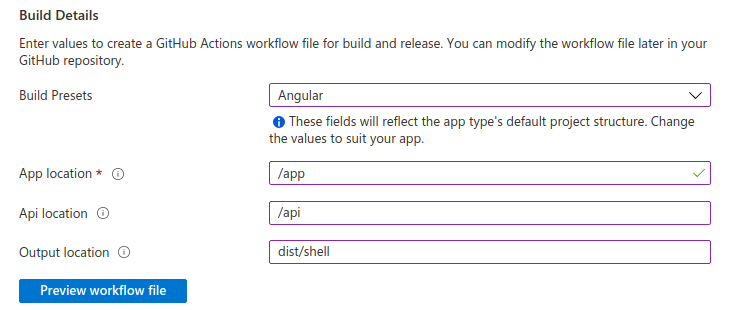 Build Details
Enter values to create a GitHub Actions workflow file for build and release. You can modify the workflow file later in your
GitHub repository.
Build Presets
Angular
These fields will reflect the app type's default project structure. Change
the values to suit your app.
App location *
/app
Api location
/api
Output location
dist/shell
Preview workflow file